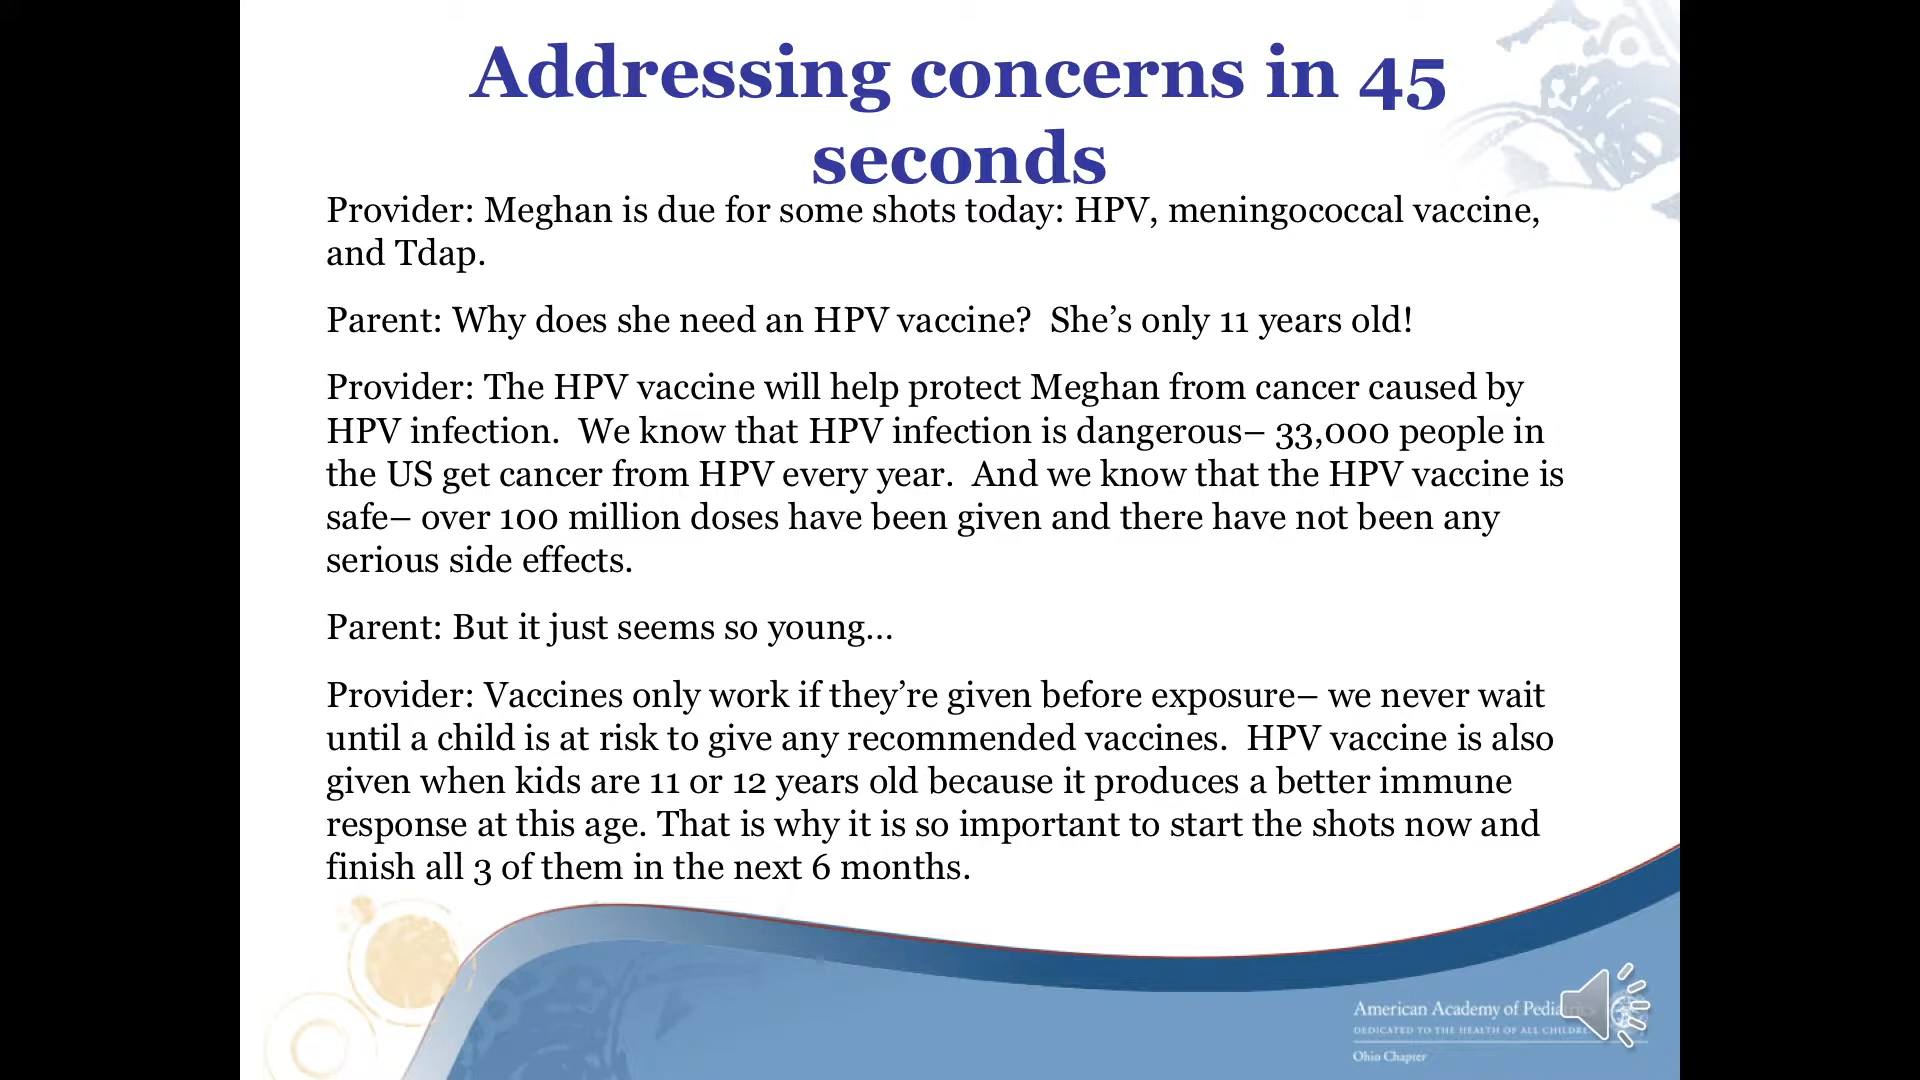 Addressing concerns in 45
seconds
Provider: Meghan is due for some shots today: HPV, meningococcal vaccine,
and Tdap.
Parent: Why does she need an HPV vaccine?  She’s only 11 years old!
Provider: The HPV vaccine will help protect Meghan from cancer caused by
HPV infection.  We know that HPV infection is dangerous– 33,000 people in
the US get cancer from HPV every year.  And we know that the HPV vaccine is
safe– over 100 million doses have been given and there have not been any
serious side effects.
Parent: But it just seems so young...
Provider: Vaccines only work if they’re given before exposure– we never wait
until a child is at risk to give any recommended vaccines.  HPV vaccine is also
given when kids are 11 or 12 years old because it produces a better immune
response at this age. That is why it is so important to start the shots now and
finish all 3 of them in the next 6 months.
American Academy of
DEDICATED TO THE HEALTH OF ALL
Ohio Chapter